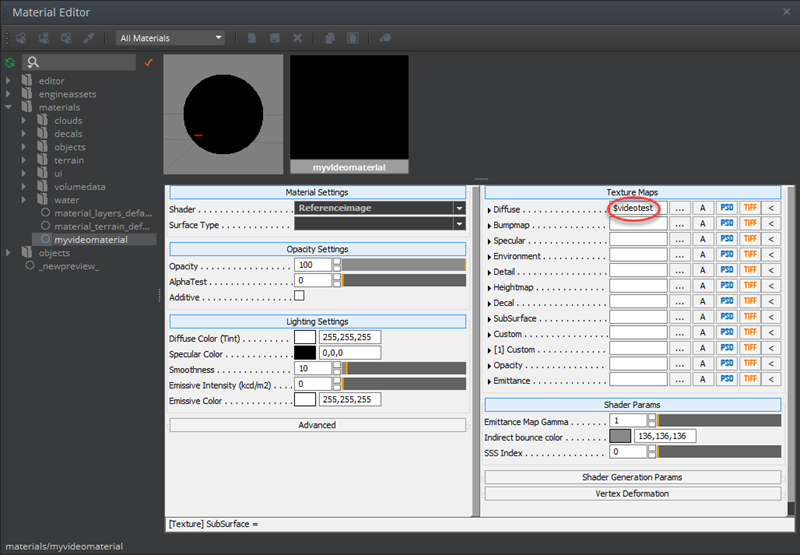 Material Editor
All Materials
editor
engineassets
materials
clouds
decals
objects
terrain
ui
volumedata
water
material_layers_defa...
material_terrain_def...
myvideomaterial
objects
_newpreview_
myvideomaterial
Material Settings
Shader . . . . . . . . . . . . . . Referenceimage
Surface Type . . . . . . . . . .
Opacity Settings
Opacity . . . . . . . . . . . . . 100
AlphaTest . . . . . . . . . . . . 0
Additive . . . . . . . . . . . . .
Lighting Settings
Diffuse Color (Tint) . . . . . . 255,255,255
Specular Color . . . . . . . . . 0,0,0
Smoothness . . . . . . . . . . 10
Emissive Intensity (kcd/m2) . . 0
Emissive Color . . . . . . . . . 255,255,255
Advanced
Texture Maps
Diffuse . . . . . . . . . . . . $videotest ... A PSD TIFF <
Bumpmap . . . . . . . . . . ... A PSD TIFF <
Specular . . . . . . . . . . . ... A PSD TIFF <
Environment . . . . . . . . . ... A PSD TIFF <
Detail . . . . . . . . . . . . . ... A PSD TIFF <
Heightmap . . . . . . . . . . ... A PSD TIFF <
Decal . . . . . . . . . . . . . ... A PSD TIFF <
SubSurface . . . . . . . . . ... A PSD TIFF <
Custom . . . . . . . . . . . . ... A PSD TIFF <
[1] Custom . . . . . . . . . . ... A PSD TIFF <
Opacity . . . . . . . . . . . . ... A PSD TIFF <
Emittance . . . . . . . . . . ... A PSD TIFF <
Shader Params
Emittance Map Gamma . . . . 1
Indirect bounce color . . . . . 136,136,136
SSS Index . . . . . . . . . . . 0
Shader Generation Params
Vertex Deformation
[Texture] SubSurface =
materials/myvideomaterial